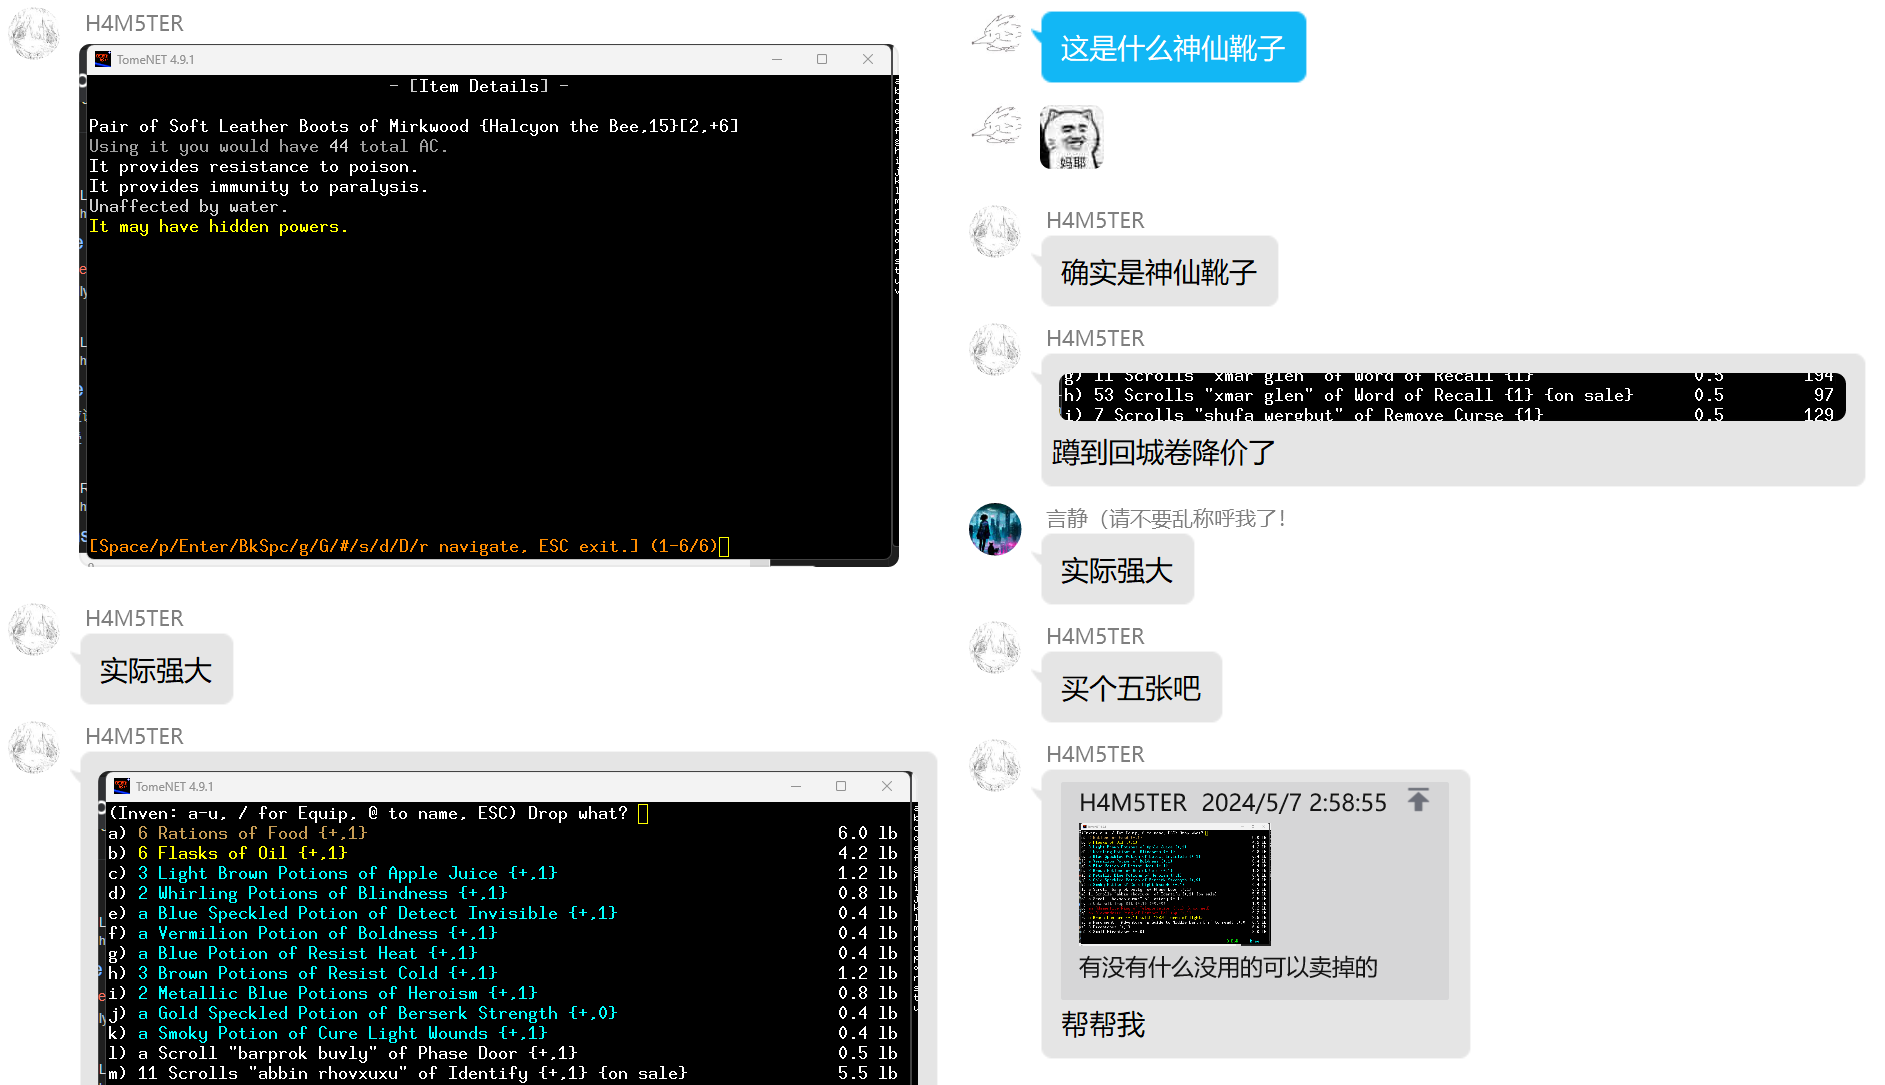 H4M5TER
TomeNET 4.9.1
- [Item Details] -
Pair of Soft Leather Boots of Mirkwood {Halcyon the Bee,15}[2,+6]
Using it you would have 44 total AC.
It provides resistance to poison.
It provides immunity to paralysis.
Unaffected by water.
It may have hidden powers.
[Space/p/Enter/BkSpc/g/G/#/s/d/D/r navigate, ESC exit.] (1-6/6)
H4M5TER
实际强大
H4M5TER
TomeNET 4.9.1
(Inven: a-u, / for Equip, @ to name, ESC) Drop what?
a) 6 Rations of Food {+,1} 6.0 lb
b) 6 Flasks of Oil {+,1} 4.2 lb
c) 3 Light Brown Potions of Apple Juice {+,1} 1.2 lb
d) 2 Whirling Potions of Blindness {+,1} 0.8 lb
e) a Blue Speckled Potion of Detect Invisible {+,1} 0.4 lb
f) a Vermilion Potion of Boldness {+,1} 0.4 lb
g) a Blue Potion of Resist Heat {+,1} 0.4 lb
h) 3 Brown Potions of Resist Cold {+,1} 1.2 lb
i) 2 Metallic Blue Potions of Heroism {+,1} 0.8 lb
j) a Gold Speckled Potion of Berserk Strength {+,0} 0.4 lb
k) a Smoky Potion of Cure Light Wounds {+,1} 0.4 lb
l) a Scroll "barprok buvly" of Phase Door {+,1} 0.5 lb
m) 11 Scrolls "abbin rhovxuxu" of Identify {+,1} {on sale} 5.5 lb
这是什么神仙靴子
妈耶
H4M5TER
确实是神仙靴子
H4M5TER
g) 11 Scrolls "xmar glen" of Word of Recall {1} 0.5 194
h) 53 Scrolls "xmar glen" of Word of Recall {1} {on sale} 0.5 97
i) 7 Scrolls "shufa wergbut" of Remove Curse {1} 0.5 129
蹲到回城卷降价了
言静（请不要乱称呼我了!
实际强大
H4M5TER
买个五张吧
H4M5TER
H4M5TER 2024/5/7 2:58:55
有没有什么没用的可以卖掉的
帮帮我